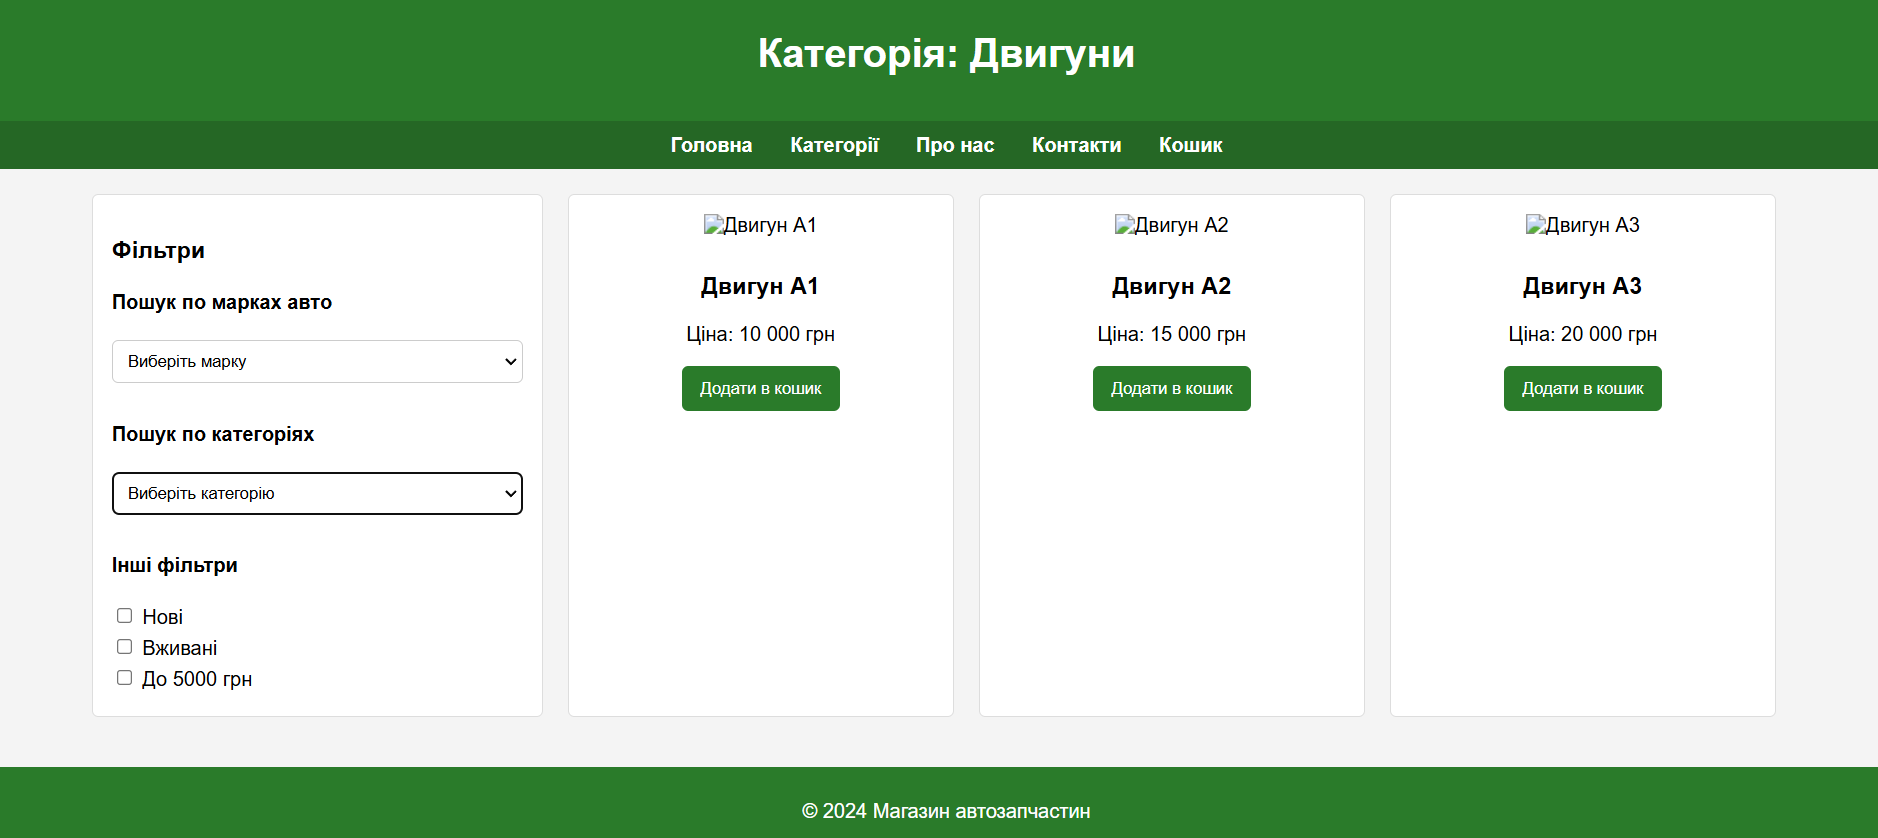 Категорія: Двигуни
Головна Категорії Про нас Контакти Кошик
Фільтри
Пошук по марках авто
Виберіть марку
Пошук по категоріях
Виберіть категорію
Інші фільтри
Нові
Вживані
До 5000 грн
Двигун A1
Двигун A1
Ціна: 10 000 грн
Додати в кошик
Двигун A2
Двигун A2
Ціна: 15 000 грн
Додати в кошик
Двигун A3
Двигун A3
Ціна: 20 000 грн
Додати в кошик
© 2024 Магазин автозапчастин